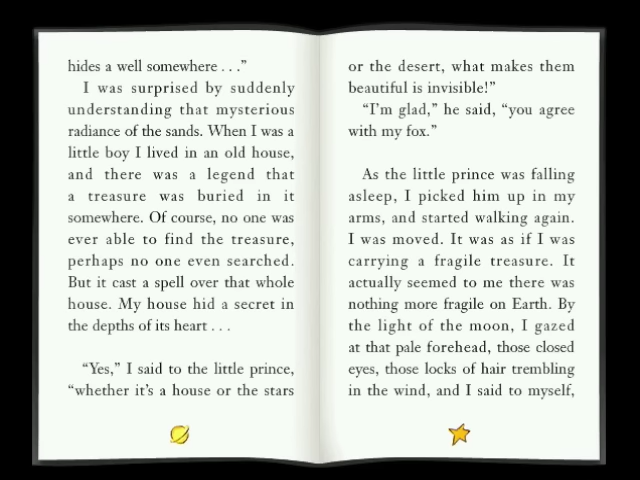 hides a well somewhere . . .”
I was surprised by suddenly
understanding that mysterious
radiance of the sands. When I was a
little boy I lived in an old house,
and there was a legend that
a treasure was buried in it
somewhere. Of course, no one was
ever able to find the treasure,
perhaps no one even searched.
But it cast a spell over that whole
house. My house hid a secret in
the depths of its heart . . .
“Yes,” I said to the little prince,
“whether it’s a house or the stars
or the desert, what makes them
beautiful is invisible!”
“I’m glad,” he said, “you agree
with my fox.”
As the little prince was falling
asleep, I picked him up in my
arms, and started walking again.
I was moved. It was as if I was
carrying a fragile treasure. It
actually seemed to me there was
nothing more fragile on Earth. By
the light of the moon, I gazed
at that pale forehead, those closed
eyes, those locks of hair trembling
in the wind, and I said to myself,